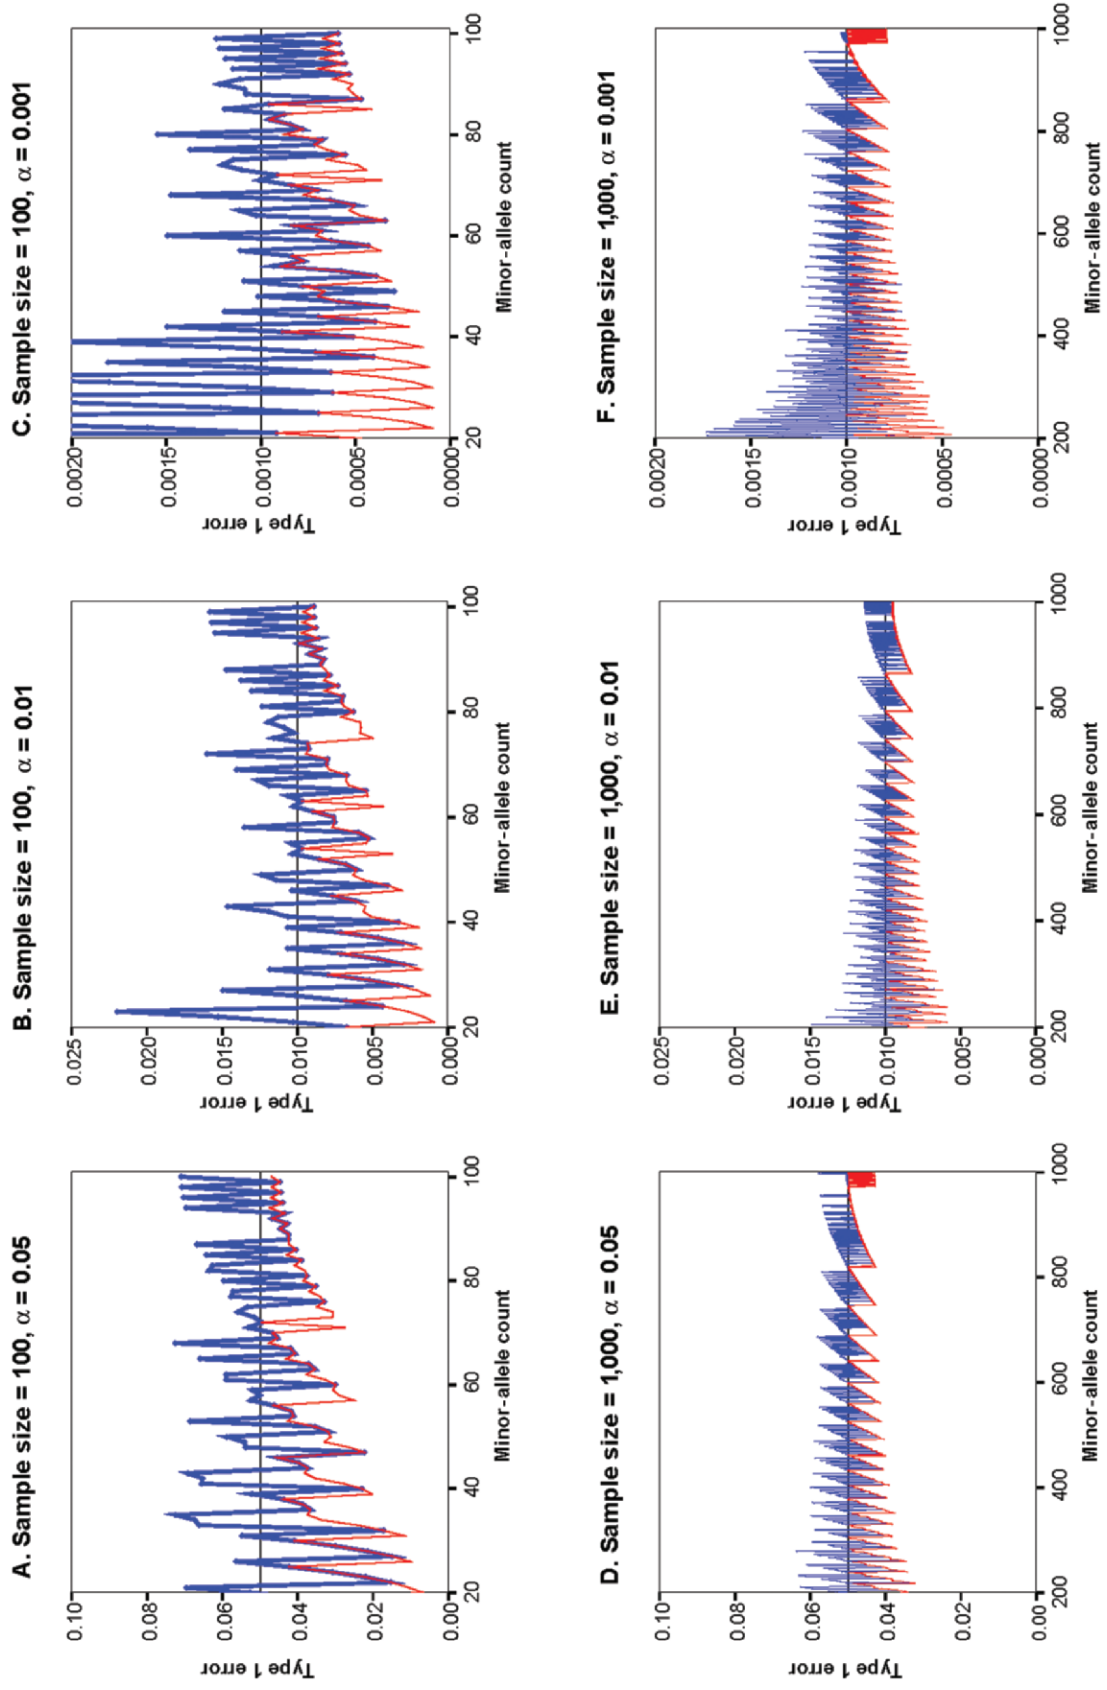 A. Sample size = 100, α = 0.05
Type 1 error
0.10
0.08
0.06
0.04
0.02
0.00
20 40 60 80 100
Minor-allele count
B. Sample size = 100, α = 0.01
Type 1 error
0.025
0.020
0.015
0.010
0.005
0.000
20 40 60 80 100
Minor-allele count
C. Sample size = 100, α = 0.001
Type 1 error
0.0020
0.0015
0.0010
0.0005
0.0000
20 40 60 80 100
Minor-allele count
D. Sample size = 1,000, α = 0.05
Type 1 error
0.10
0.08
0.06
0.04
0.02
0.00
200 400 600 800 1000
Minor-allele count
E. Sample size = 1,000, α = 0.01
Type 1 error
0.025
0.020
0.015
0.010
0.005
0.000
200 400 600 800 1000
Minor-allele count
F. Sample size = 1,000, α = 0.001
Type 1 error
0.0020
0.0015
0.0010
0.0005
0.0000
200 400 600 800 1000
Minor-allele count